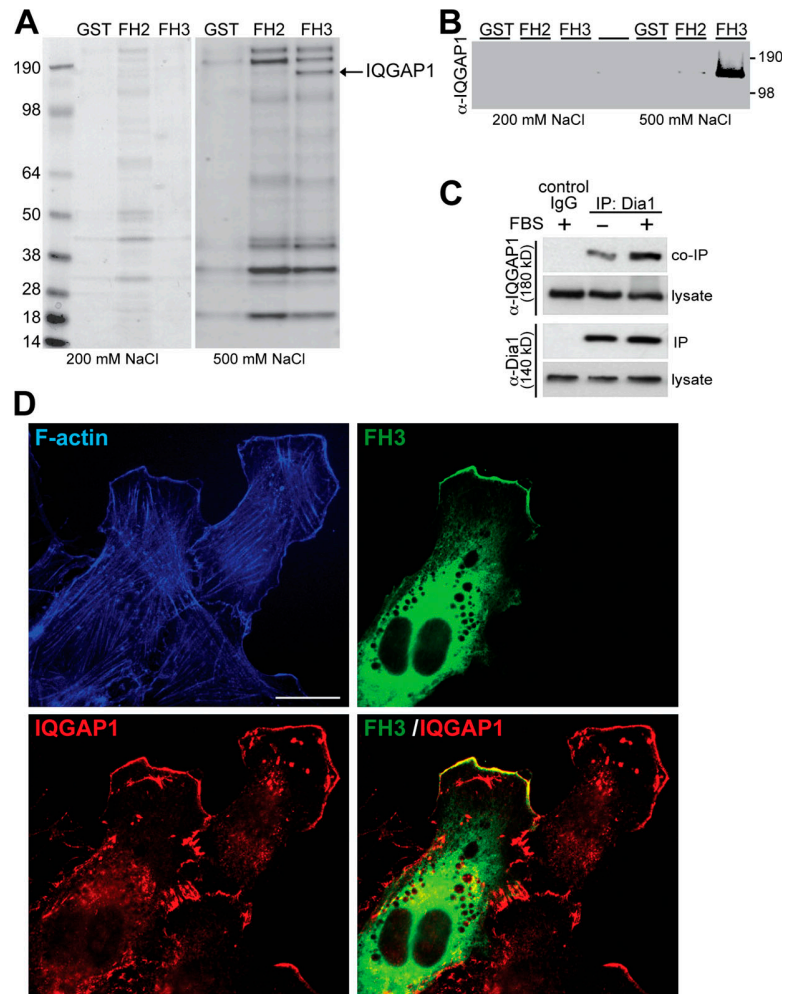 A
GST FH2 FH3 GST FH2 FH3
190
98
64
50
38
28
18
14
IQGAP1
200 mM NaCl 500 mM NaCl
B
GST FH2 FH3 GST FH2 FH3
α-IQGAP1
190
98
200 mM NaCl 500 mM NaCl
C
control
IgG IP: Dia1
FBS + – +
α-IQGAP1
(180 kD)
co-IP
lysate
α-Dia1
(140 kD)
IP
lysate
D
F-actin
FH3
IQGAP1
FH3 /IQGAP1